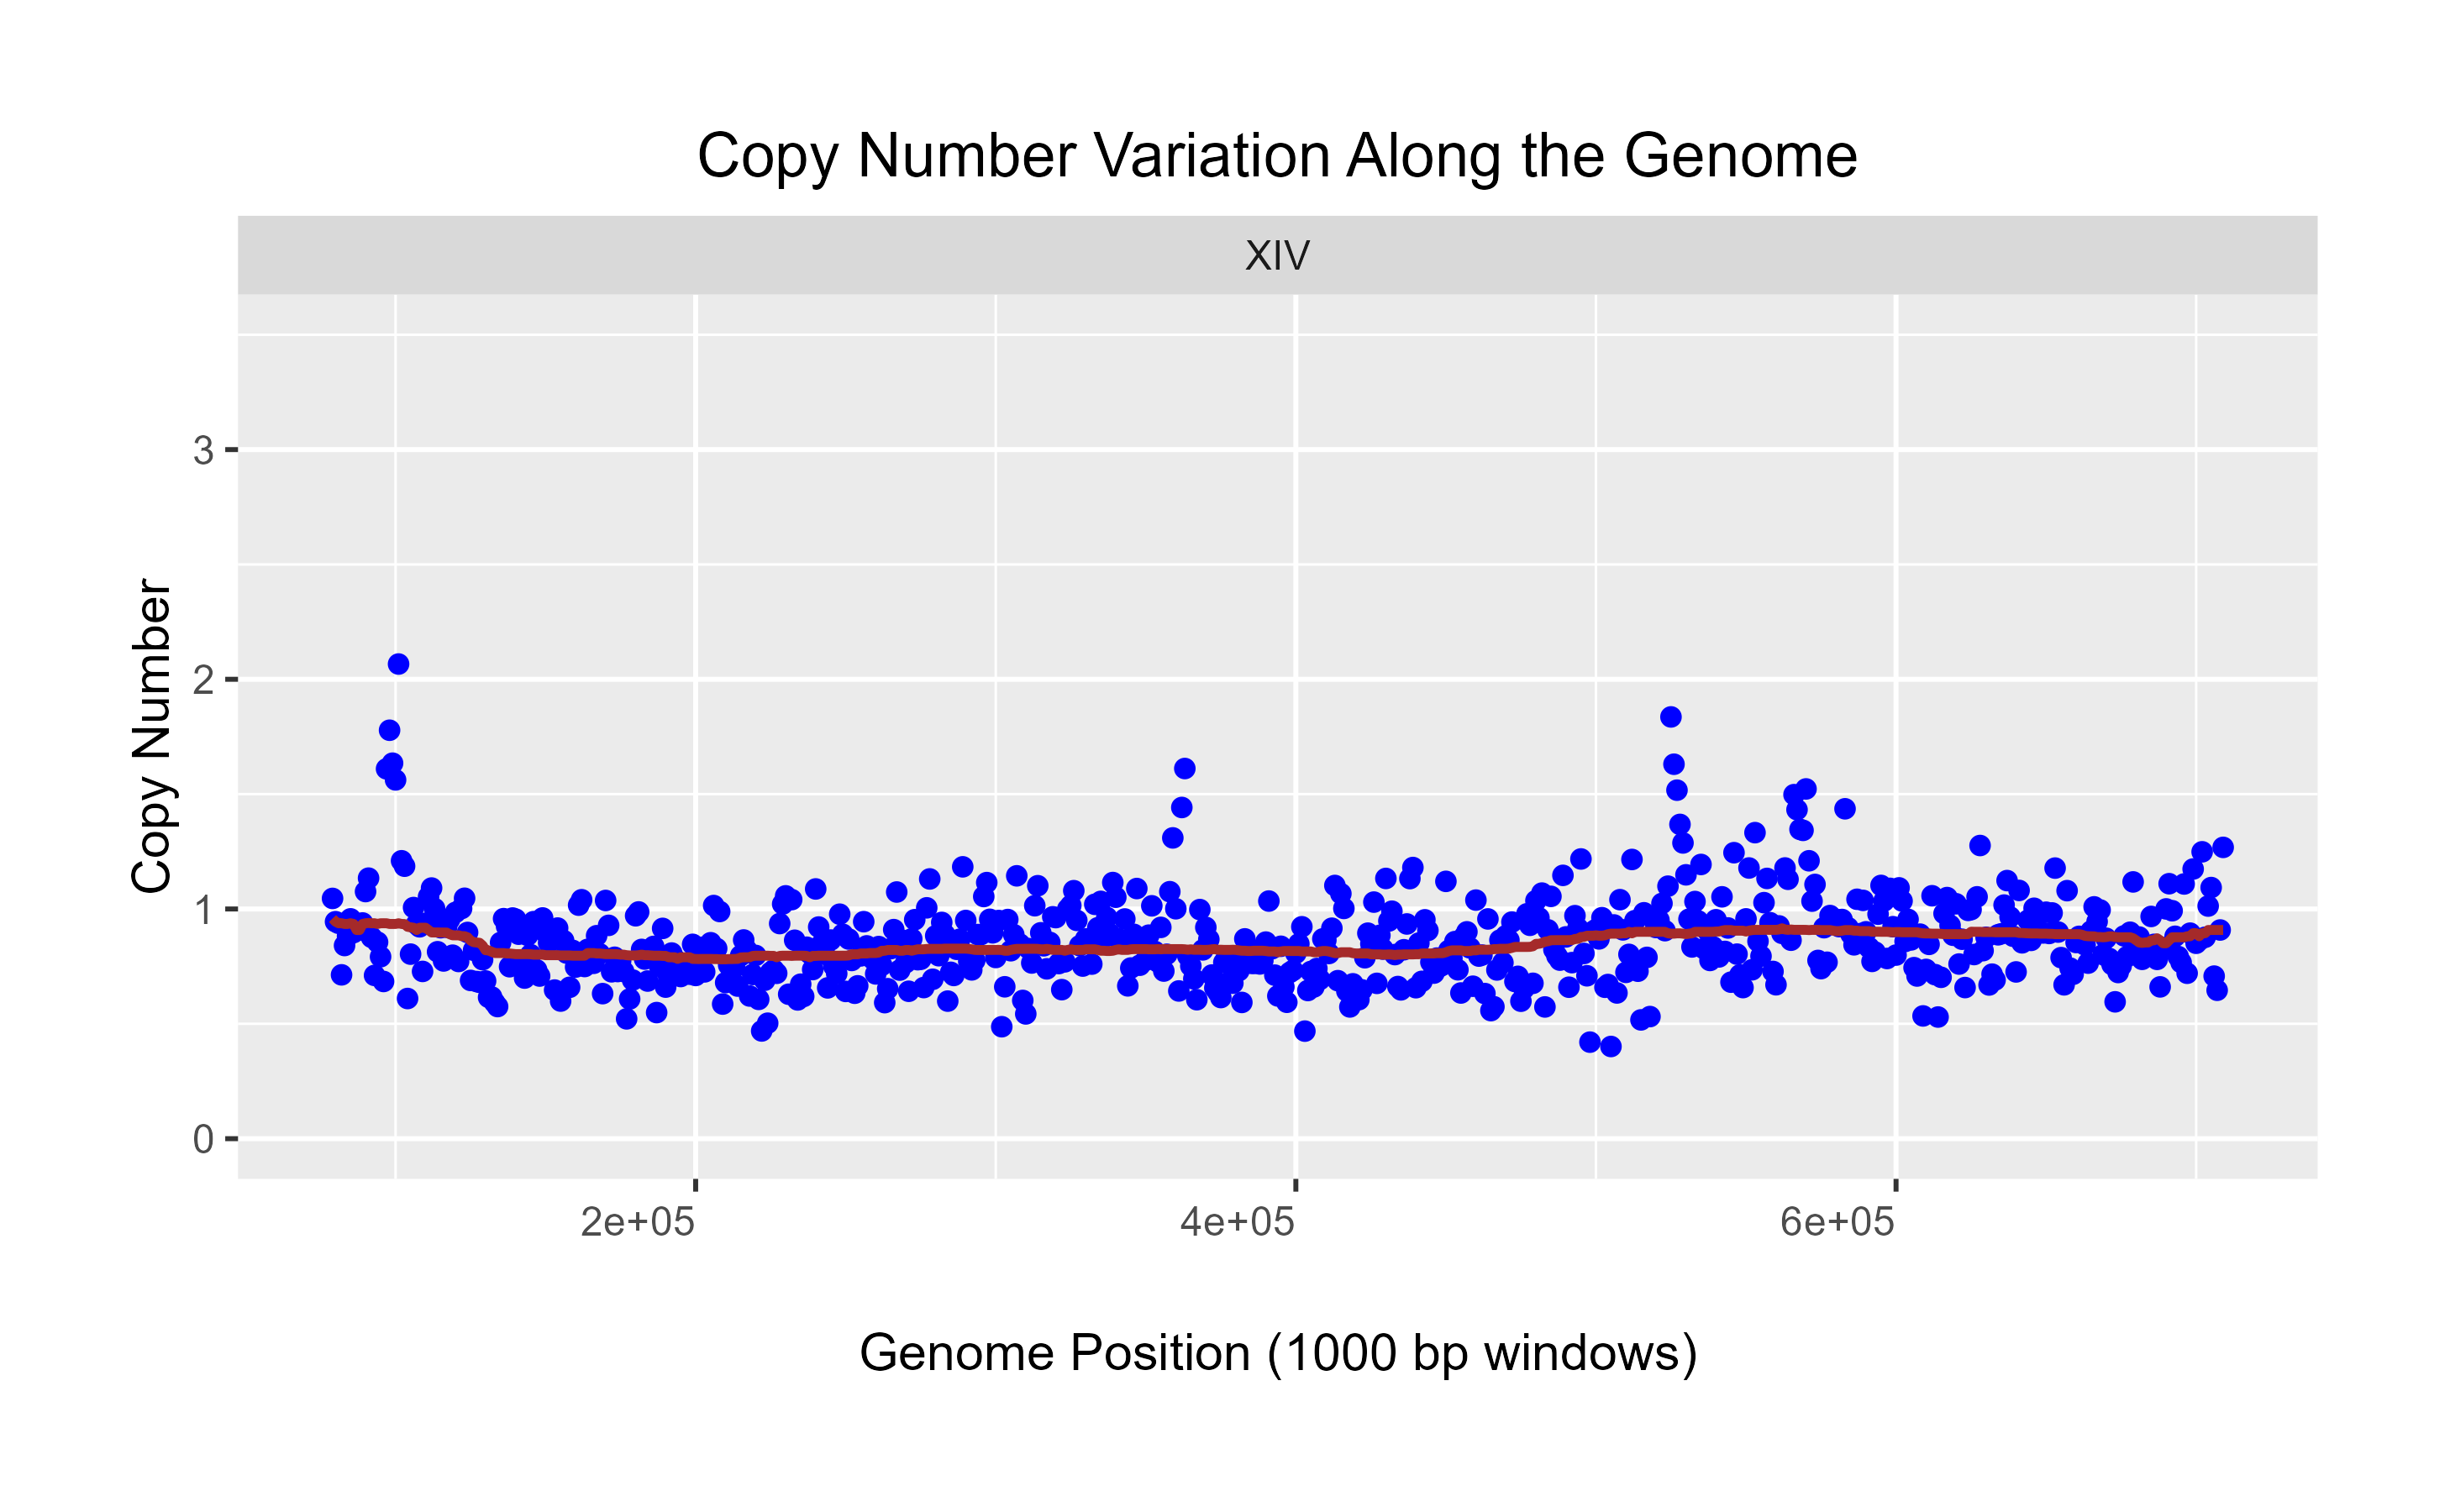 Copy Number Variation Along the Genome
XIV
Copy Number
3
2
1
0
2e+05
4e+05
6e+05
Genome Position (1000 bp windows)